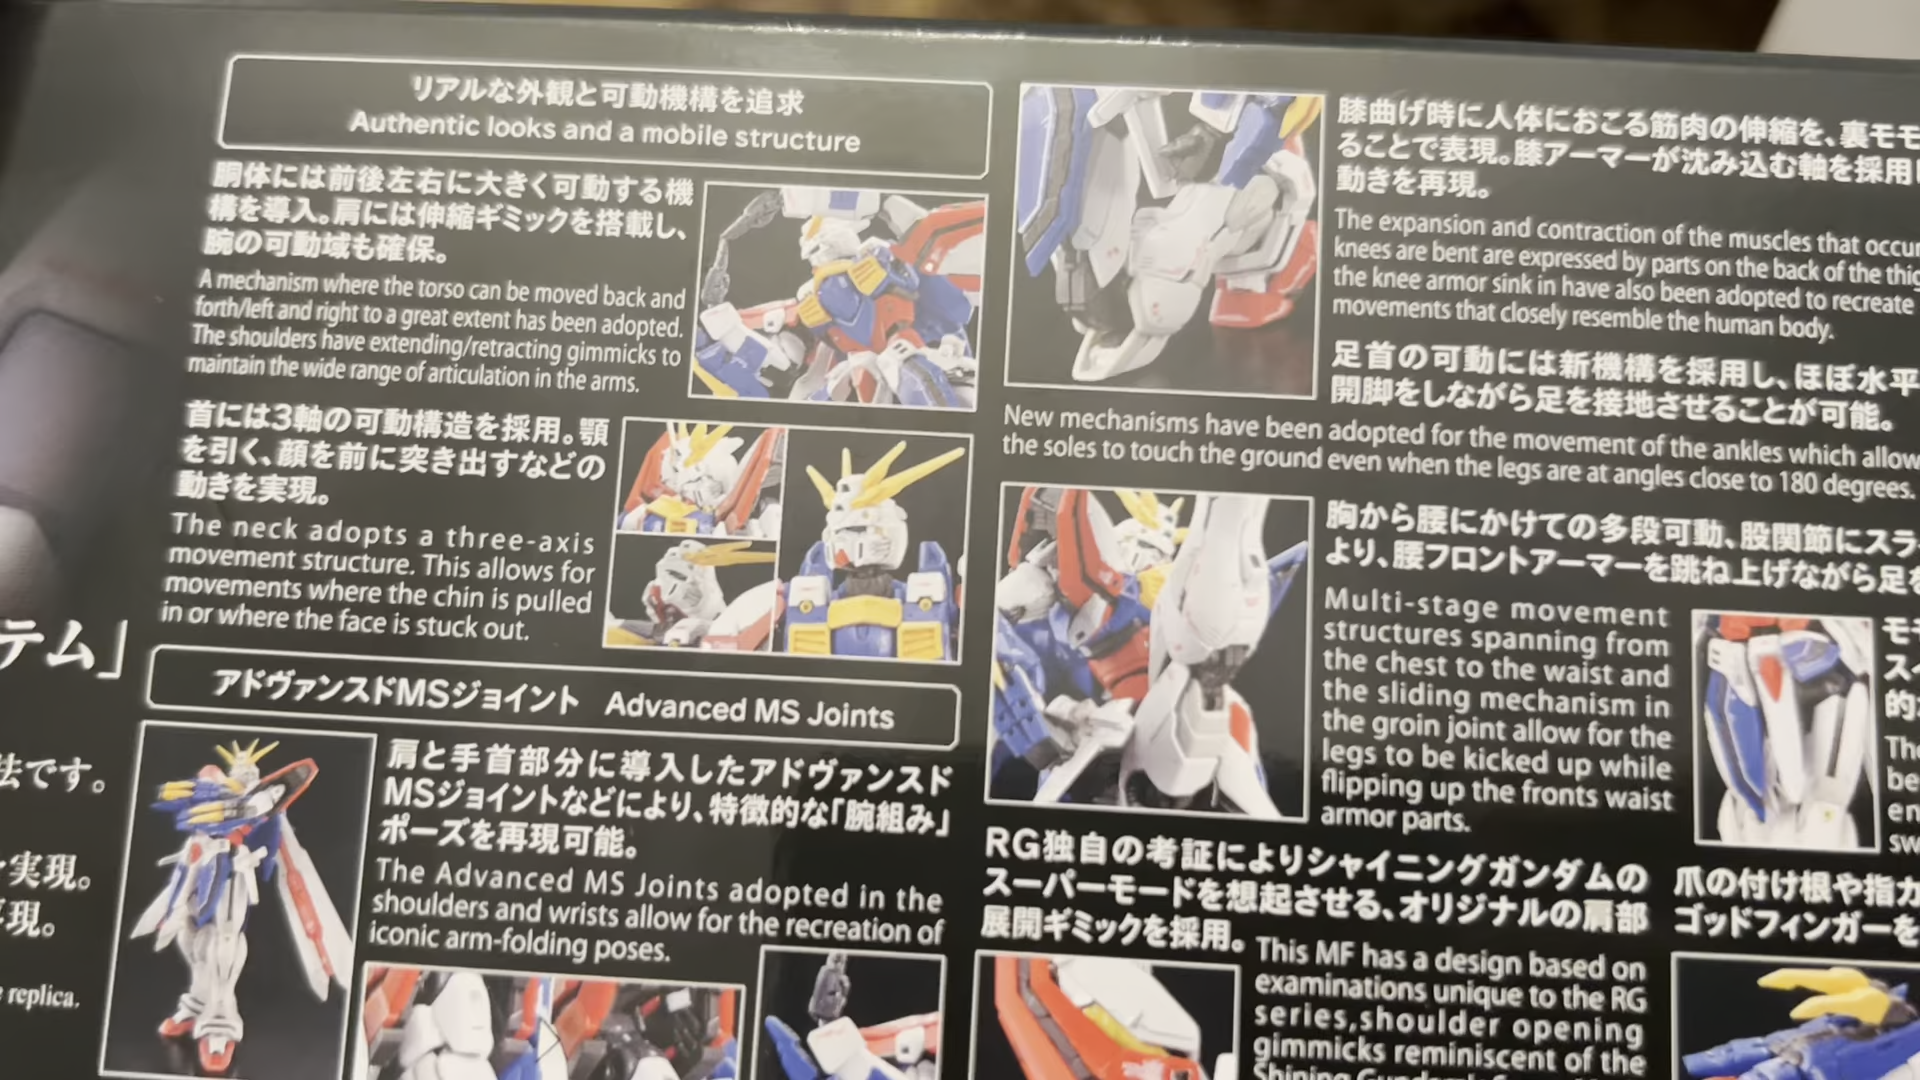 リアルな外観と可動機構を追求
Authentic looks and a mobile structure
胴体には前後左右に大きく可動する機
構を導入。肩には伸縮ギミックを搭載し、
腕の可動域も確保。
A mechanism where the torso can be moved back and
forth/left and right to a great extent has been adopted.
The shoulders have extending/retracting gimmicks to
maintain the wide range of articulation in the arms.
首には3軸の可動構造を採用。顎
を引く、顔を前に突き出すなどの
動きを実現。
The neck adopts a three-axis
movement structure. This allows for
movements where the chin is pulled
in or where the face is stuck out.
テム」
法です。
実現。
現。
replica.
アドヴァンスドMSジョイント Advanced MS Joints
肩と手首部分に導入したアドヴァンスド
MSジョイントなどにより、特徴的な「腕組み」
ポーズを再現可能。
The Advanced MS Joints adopted in the
shoulders and wrists allow for the recreation of
iconic arm-folding poses.
膝曲げ時に人体におこる筋肉の伸縮を、裏モモ
ることで表現。膝アーマーが沈み込む軸を採用し
動きを再現。
The expansion and contraction of the muscles that occur
knees are bent are expressed by parts on the back of the thig
the knee armor sink in have also been adopted to recreate
movements that closely resemble the human body.
足首の可動には新機構を採用し、ほぼ水平
開脚をしながら足を接地させることが可能。
New mechanisms have been adopted for the movement of the ankles which allow
the soles to touch the ground even when the legs are at angles close to 180 degrees.
胸から腰にかけての多段可動、股関節にスラ
より、腰フロントアーマーを跳ね上げながら足を
Multi-stage movement
structures spanning from
the chest to the waist and
the sliding mechanism in
the groin joint allow for the
legs to be kicked up while
flipping up the fronts waist
armor parts.
モモ
スイ
的
The
be
en
sw
RG独自の考証によりシャイニングガンダムの
スーパーモードを想起させる、オリジナルの肩部
展開ギミックを採用。
This MF has a design based on
examinations unique to the RG
series,shoulder opening
gimmicks reminiscent of the
爪の付け根や指カ
ゴッドフィンガーを